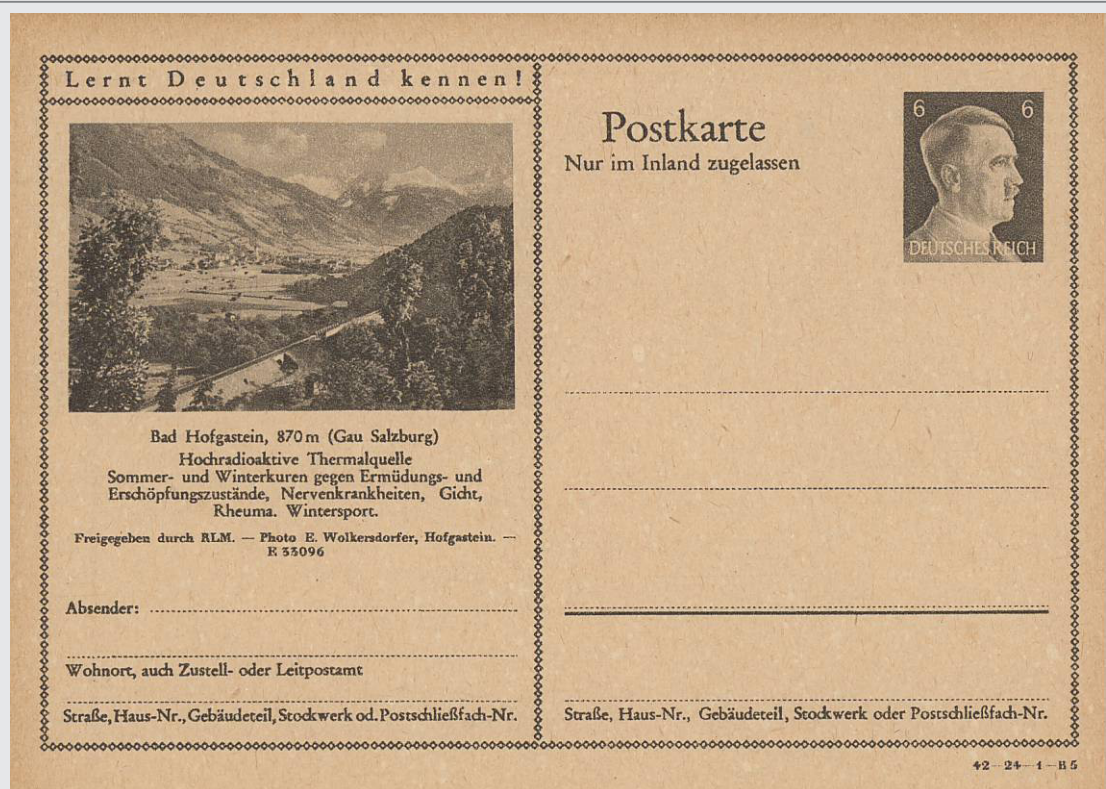 Lernt Deutschland kennen!
Bad Hofgastein, 870 m (Gau Salzburg)
Hochradioaktive Thermalquelle
Sommer- und Winterkuren gegen Ermüdungs- und
Erschöpfungszustände, Nervenkrankheiten, Gicht,
Rheuma. Wintersport.
Freigegeben durch RLM. — Photo E. Wolkersdorfer, Hofgastein. —
E 33096
Absender:
Wohnort, auch Zustell- oder Leitpostamt
Straße, Haus-Nr., Gebäudeteil, Stockwerk od. Postschließfach-Nr.
Postkarte
Nur im Inland zugelassen
6 6
DEUTSCHES REICH
Straße, Haus-Nr., Gebäudeteil, Stockwerk oder Postschließfach-Nr.
42—24—1—B 5